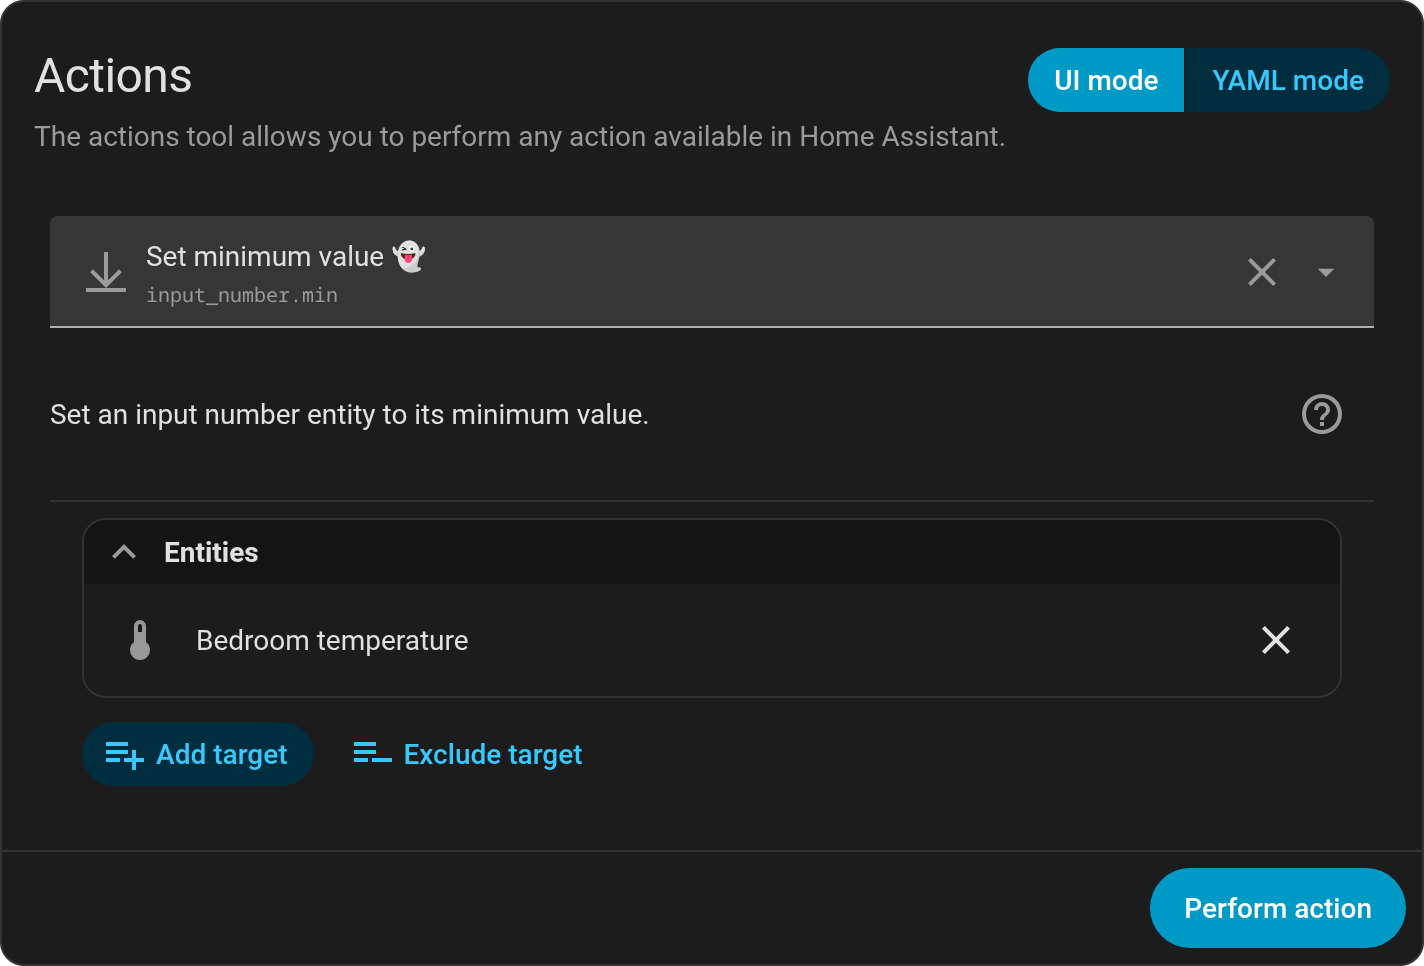 Actions
UI mode
YAML mode
The actions tool allows you to perform any action available in Home Assistant.
Set minimum value 👻
input_number.min
Set an input number entity to its minimum value.
Entities
Bedroom temperature
Add target
Exclude target
Perform action